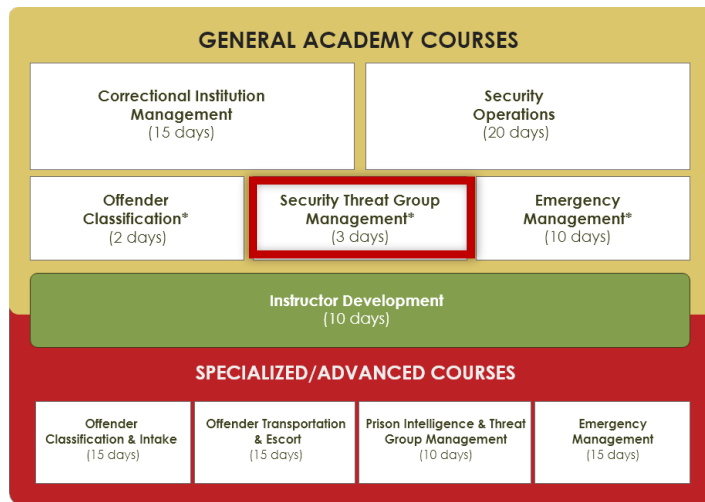 GENERAL ACADEMY COURSES
Correctional Institution
Management
(15 days)
Security
Operations
(20 days)
Offender
Classification*
(2 days)
Security Threat Group
Management*
(3 days)
Emergency
Management*
(10 days)
Instructor Development
(10 days)
SPECIALIZED/ADVANCED COURSES
Offender
Classification & Intake
(15 days)
Offender Transportation
& Escort
(15 days)
Prison Intelligence & Threat
Group Management
(10 days)
Emergency
Management
(15 days)